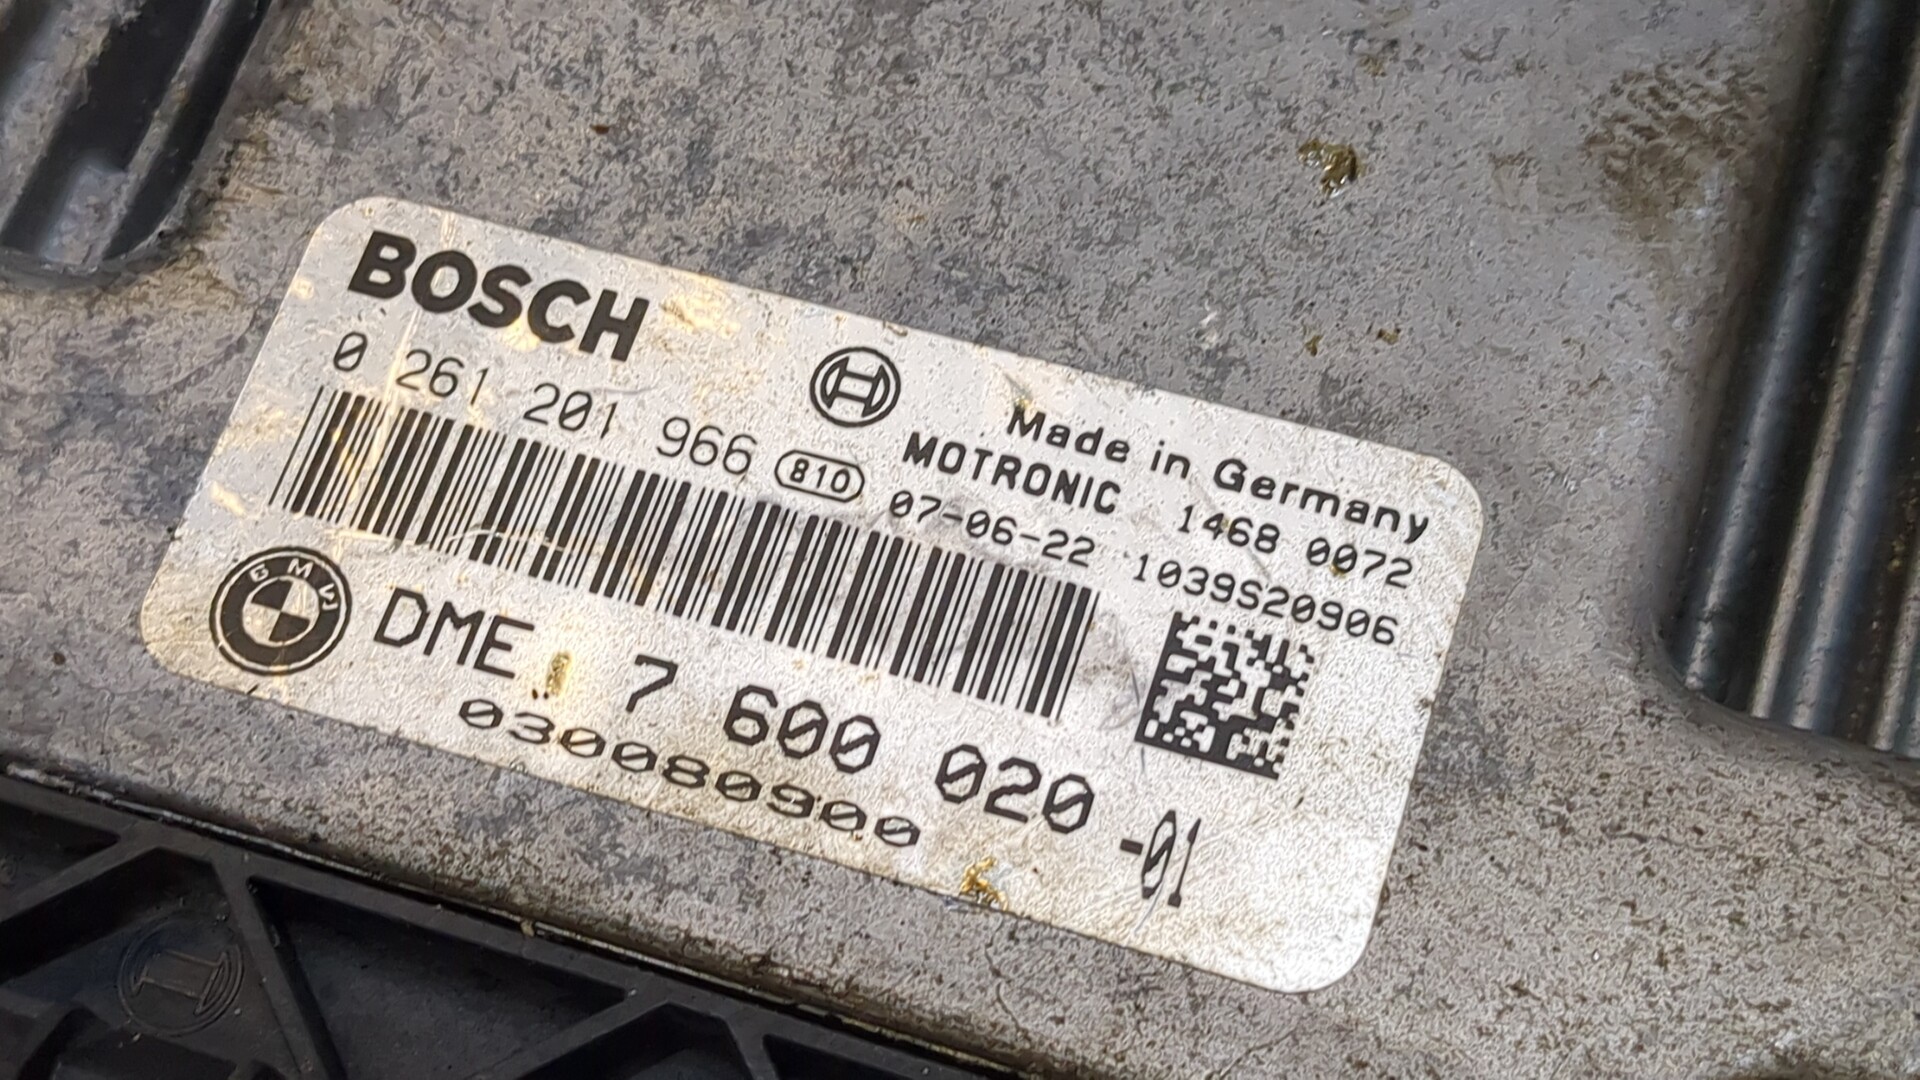 BOSCH
Made in Germany
0 261 201 966
810
MOTRONIC 1468 0072
07-06-22 1039S20906
BMW
DME 7 600 020 -01
030080900